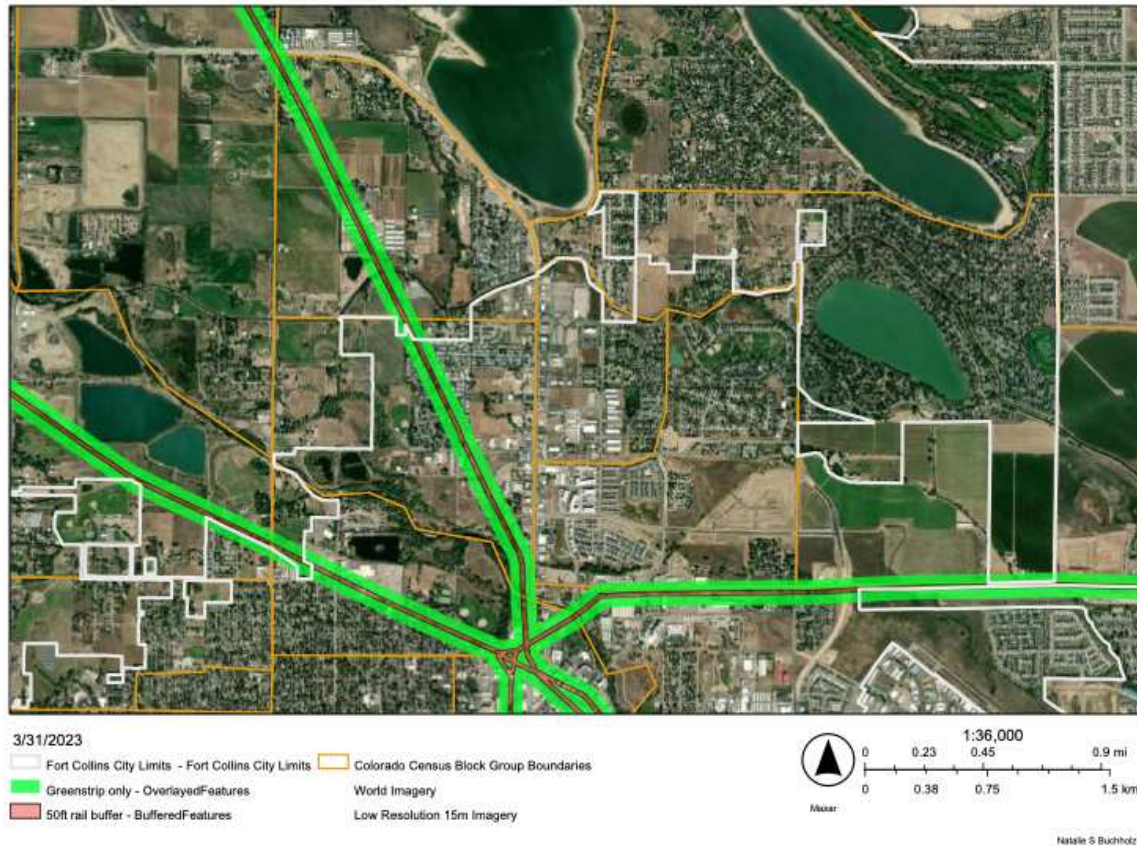 3/31/2023
Fort Collins City Limits - Fort Collins City Limits
Greenstrip only - OverlayedFeatures
50ft rail buffer - BufferedFeatures
Colorado Census Block Group Boundaries
World Imagery
Low Resolution 15m Imagery
Maxar
1:36,000
0 0.23 0.45 0.9 mi
0 0.38 0.75 1.5 km
Natalie S Buchholz